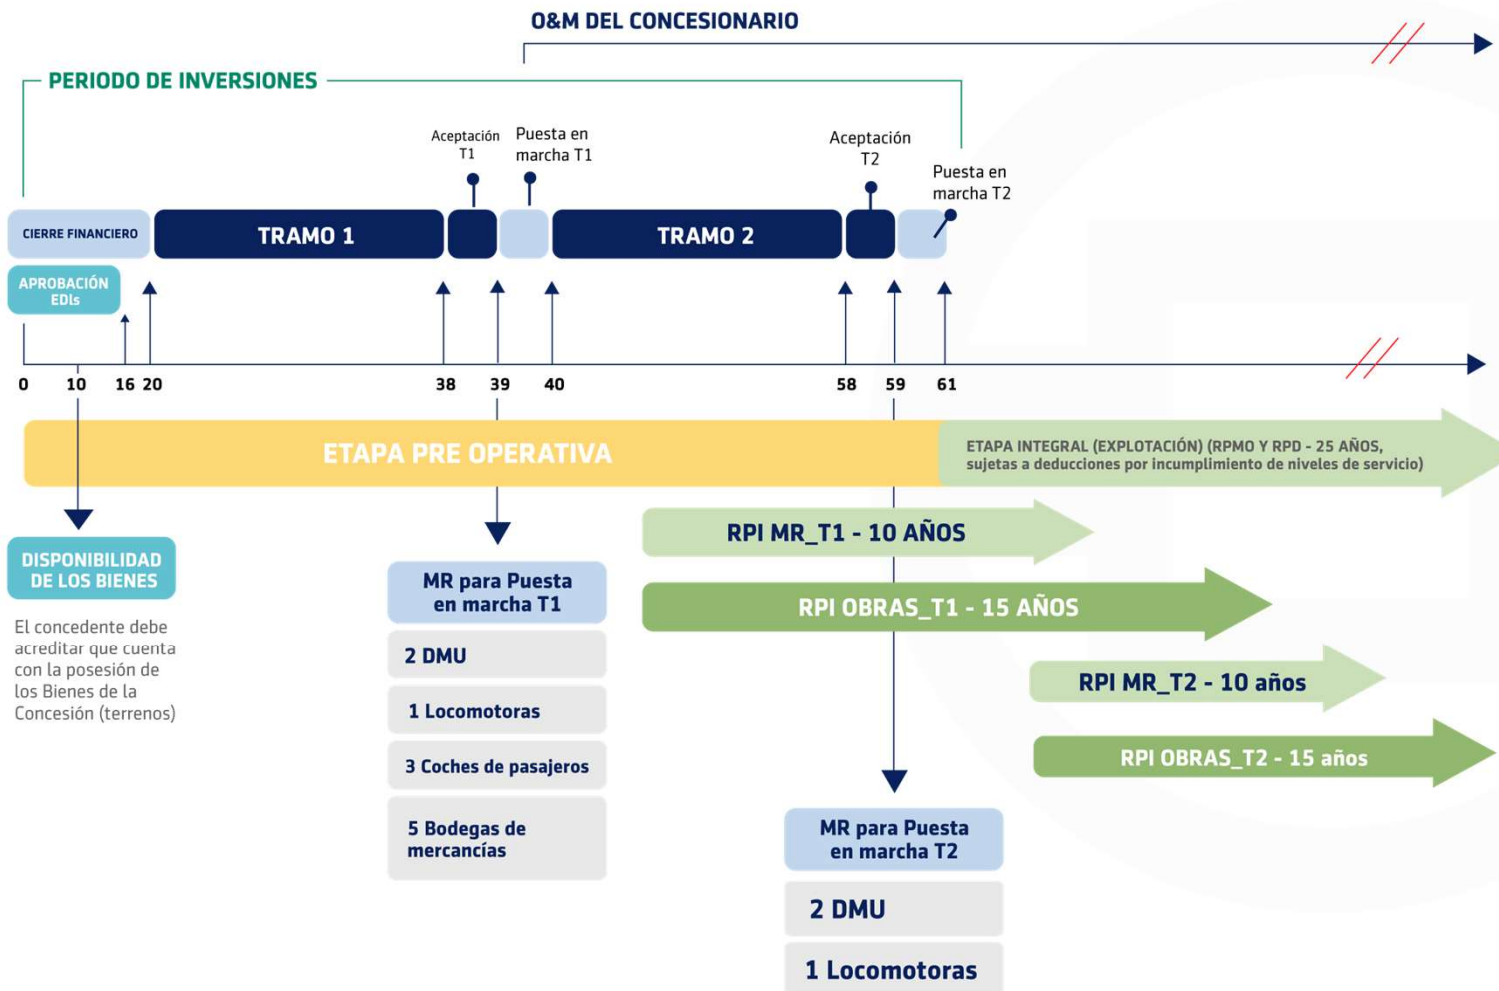 O&M DEL CONCESIONARIO
PERIODO DE INVERSIONES
Aceptación
T1
Puesta en
marcha T1
Aceptación
T2
Puesta en
marcha T2
CIERRE FINANCIERO
TRAMO 1
TRAMO 2
APROBACIÓN
EDIs
0 10 16 20 38 39 40 58 59 61
ETAPA PRE OPERATIVA
ETAPA INTEGRAL (EXPLOTACIÓN) (RPMO Y RPD - 25 AÑOS,
sujetas a deducciones por incumplimiento de niveles de servicio)
DISPONIBILIDAD
DE LOS BIENES
El concedente debe
acreditar que cuenta
con la posesión de
los Bienes de la
Concesión (terrenos)
MR para Puesta
en marcha T1
2 DMU
1 Locomotoras
3 Coches de pasajeros
5 Bodegas de
mercancías
RPI MR_T1 - 10 AÑOS
RPI OBRAS_T1 - 15 AÑOS
RPI MR_T2 - 10 años
RPI OBRAS_T2 - 15 años
MR para Puesta
en marcha T2
2 DMU
1 Locomotoras